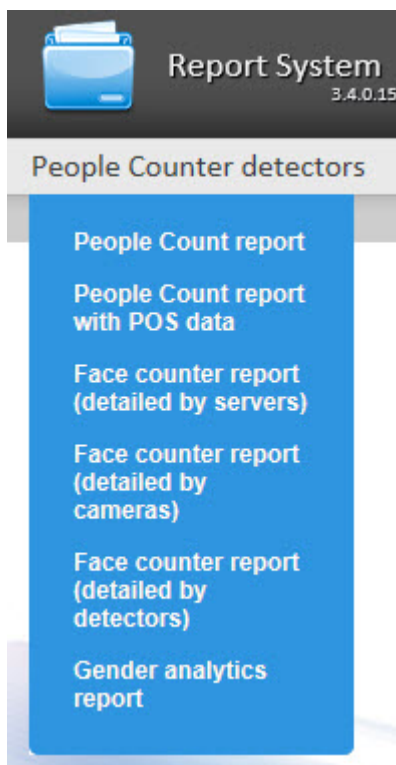 Report System
3.4.0.15
People Counter detectors
People Count report
People Count report
with POS data
Face counter report
(detailed by servers)
Face counter report
(detailed by
cameras)
Face counter report
(detailed by
detectors)
Gender analytics
report